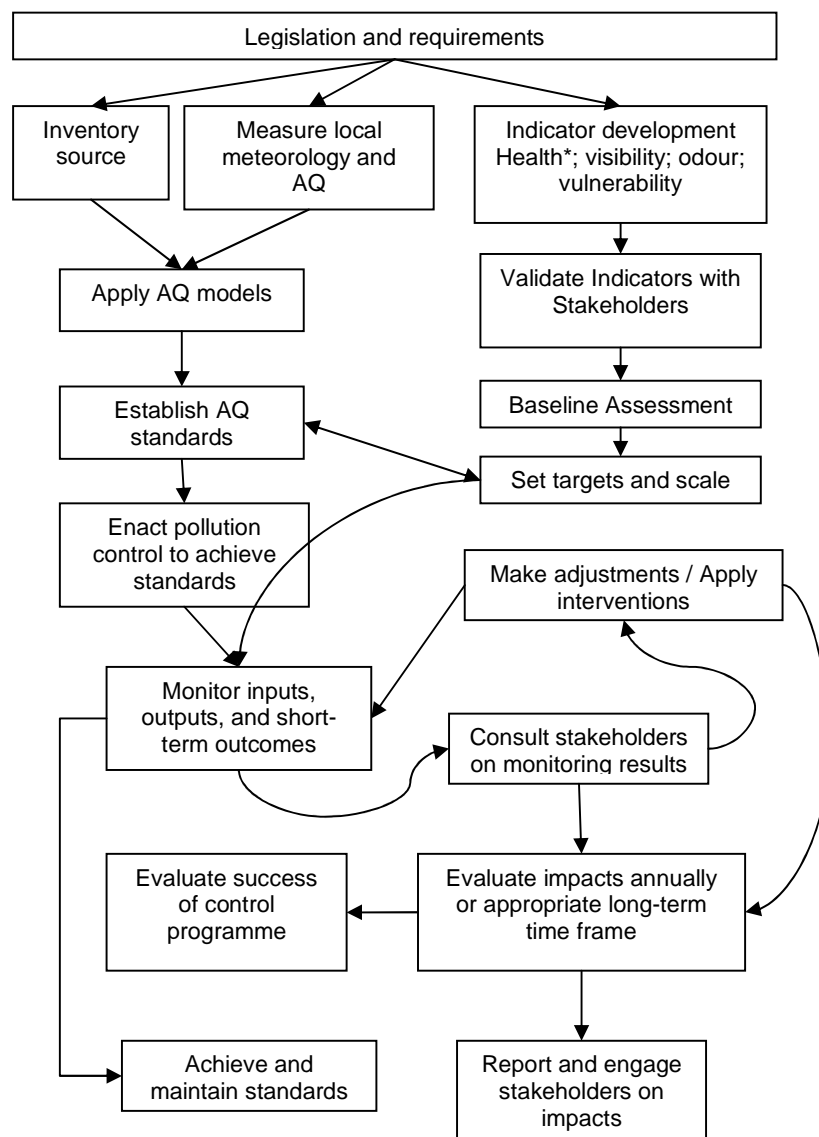 Legislation and requirements
Inventory
source
Measure local
meteorology and
AQ
Indicator development
Health*; visibility; odour;
vulnerability
Apply AQ models
Validate Indicators with
Stakeholders
Establish AQ
standards
Baseline Assessment
Set targets and scale
Enact pollution
control to achieve
standards
Make adjustments / Apply
interventions
Monitor inputs,
outputs, and short-
term outcomes
Consult stakeholders
on monitoring results
Evaluate success
of control
programme
Evaluate impacts annually
or appropriate long-term
time frame
Achieve and
maintain standards
Report and engage
stakeholders on
impacts